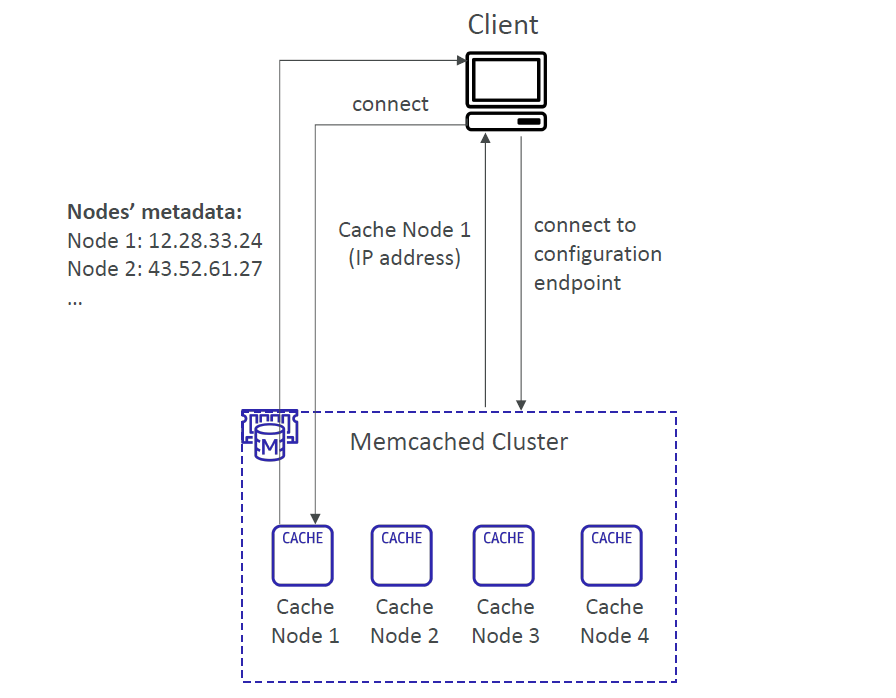 Client
connect
Nodes’ metadata:
Node 1: 12.28.33.24
Node 2: 43.52.61.27
...
Cache Node 1
(IP address)
connect to
configuration
endpoint
M
Memcached Cluster
CACHE
CACHE
CACHE
CACHE
Cache
Node 1
Cache
Node 2
Cache
Node 3
Cache
Node 4